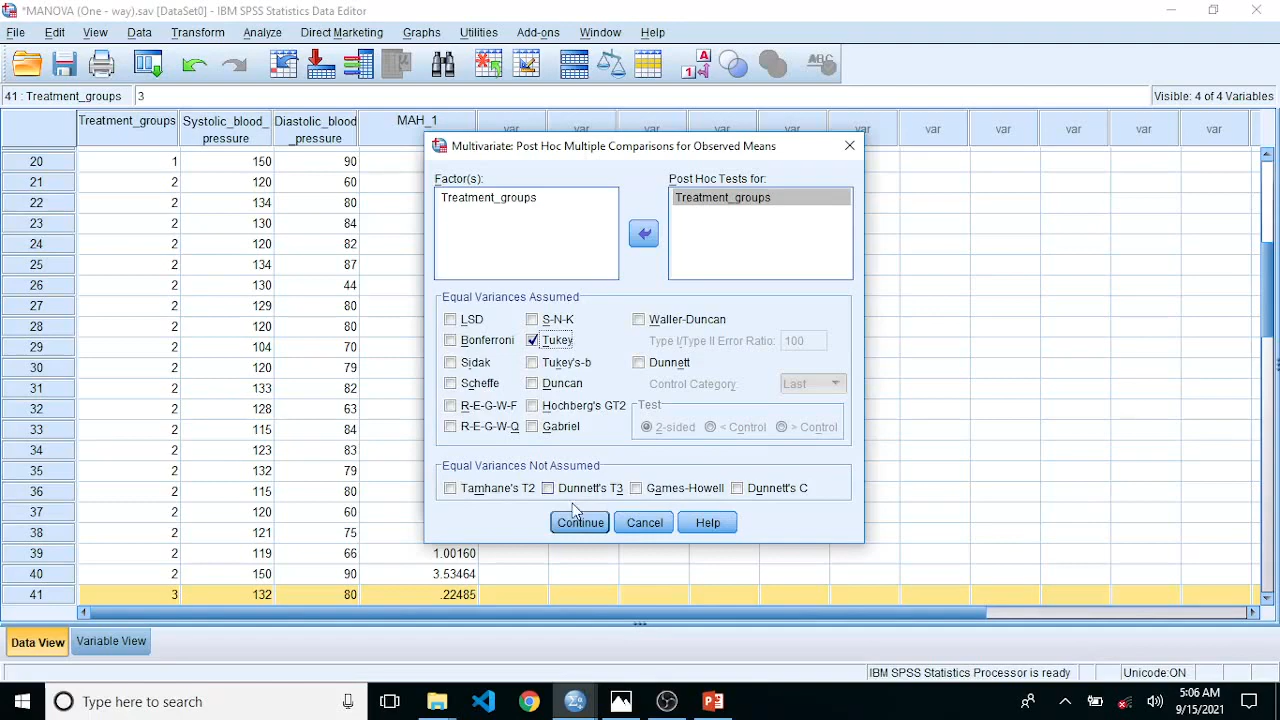 *MANOVA (One - way).sav [DataSet0] - IBM SPSS Statistics Data Editor
File Edit View Data Transform Analyze Direct Marketing Graphs Utilities Add-ons Window Help
41 : Treatment_groups 3 Visible: 4 of 4 Variables
Treatment_groups Systolic_blood_pressure Diastolic_blood_pressure MAH_1 var var var var var var var var var var var
20 1 150 90
21 2 120 60
22 2 134 80
23 2 130 84
24 2 120 82
25 2 134 87
26 2 130 44
27 2 129 80
28 2 120 80
29 2 104 70
30 2 120 79
31 2 133 82
32 2 128 63
33 2 115 84
34 2 123 83
35 2 132 79
36 2 115 80
37 2 120 60
38 2 121 75
39 2 119 66 1.00160
40 2 150 90 3.53464
41 3 132 80 .22485
Multivariate: Post Hoc Multiple Comparisons for Observed Means
Factor(s): Post Hoc Tests for:
Treatment_groups Treatment_groups
Equal Variances Assumed
LSD S-N-K Waller-Duncan
Bonferroni Tukey Type I/Type II Error Ratio: 100
Sidak Tukey's-b Dunnett
Scheffe Duncan Control Category: Last
R-E-G-W-F Hochberg's GT2 Test
R-E-G-W-Q Gabriel 2-sided < Control > Control
Equal Variances Not Assumed
Tamhane's T2 Dunnett's T3 Games-Howell Dunnett's C
Continue Cancel Help
Data View Variable View
IBM SPSS Statistics Processor is ready Unicode:ON
Type here to search
5:06 AM
9/15/2021